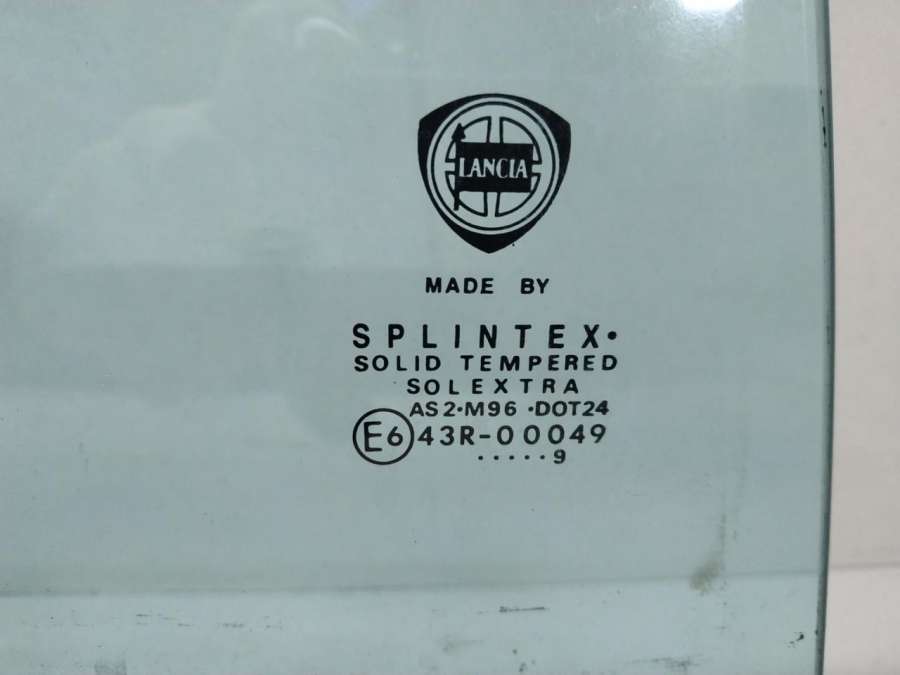 LANCIA
MADE BY
SPLINTEX•
SOLID TEMPERED
SOLEXTRA
AS2•M96 •DOT24
E6 43R-00049
•••••9